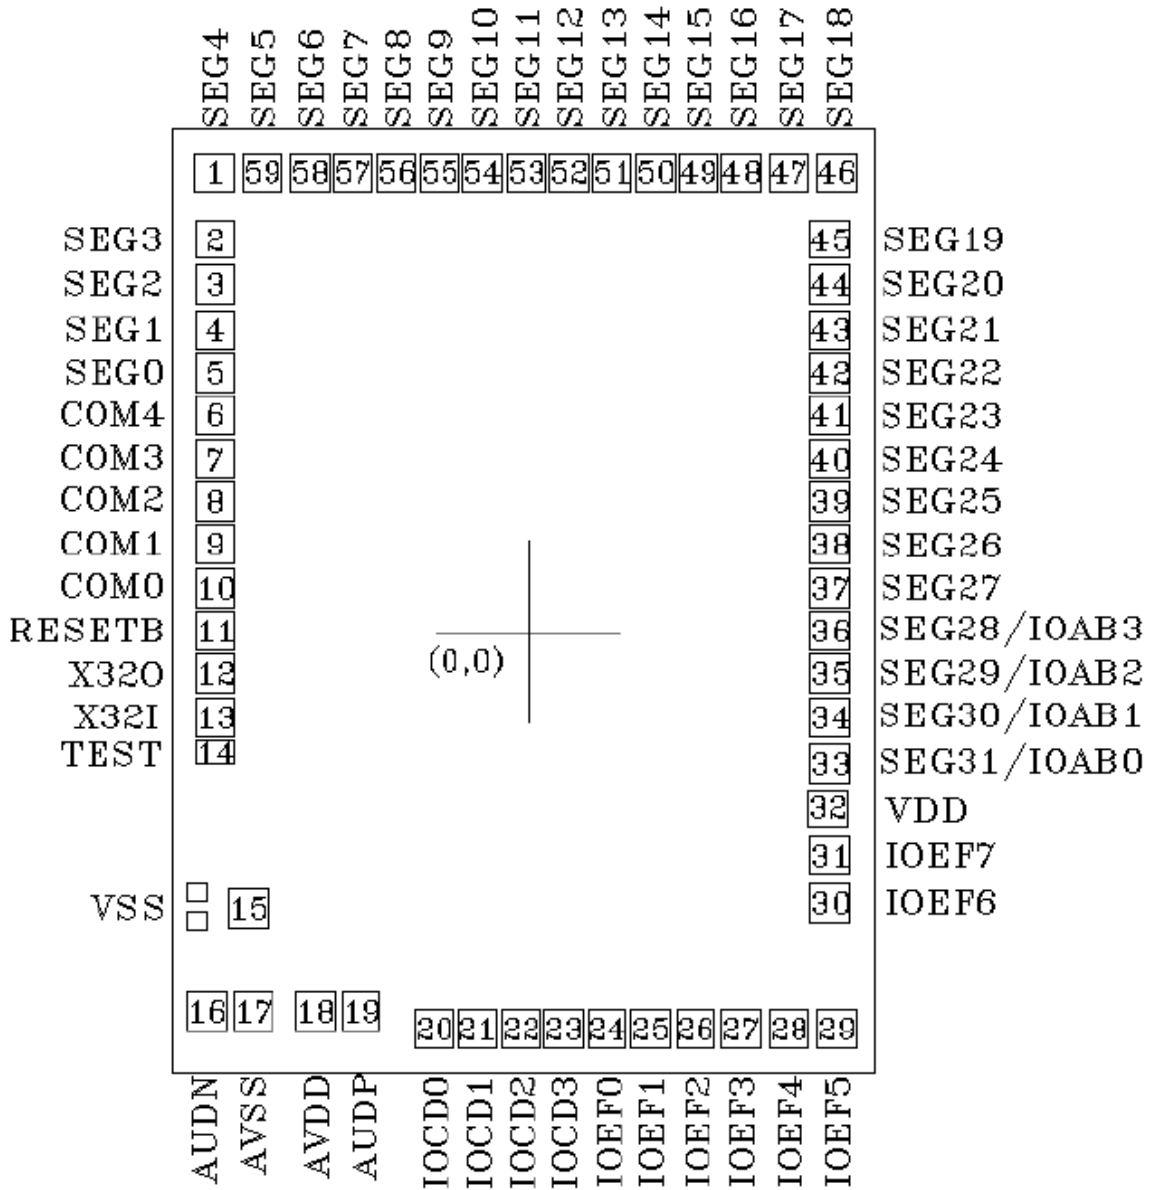 SEG4 SEG5 SEG6 SEG7 SEG8 SEG9 SEG10 SEG11 SEG12 SEG13 SEG14 SEG15 SEG16 SEG17 SEG18
1 59 58 57 56 55 54 53 52 51 50 49 48 47 46
SEG3 2 45 SEG19
SEG2 3 44 SEG20
SEG1 4 43 SEG21
SEG0 5 42 SEG22
COM4 6 41 SEG23
COM3 7 40 SEG24
COM2 8 39 SEG25
COM1 9 38 SEG26
COM0 10 37 SEG27
RESETB 11 36 SEG28/IOAB3
(0,0)
X32O 12 35 SEG29/IOAB2
X32I 13 34 SEG30/IOAB1
TEST 14 33 SEG31/IOAB0
32 VDD
31 IOEF7
VSS 15 30 IOEF6
16 17 18 19 20 21 22 23 24 25 26 27 28 29
AUDN AVSS AVDD AUDP IOCD0 IOCD1 IOCD2 IOCD3 IOEF0 IOEF1 IOEF2 IOEF3 IOEF4 IOEF5